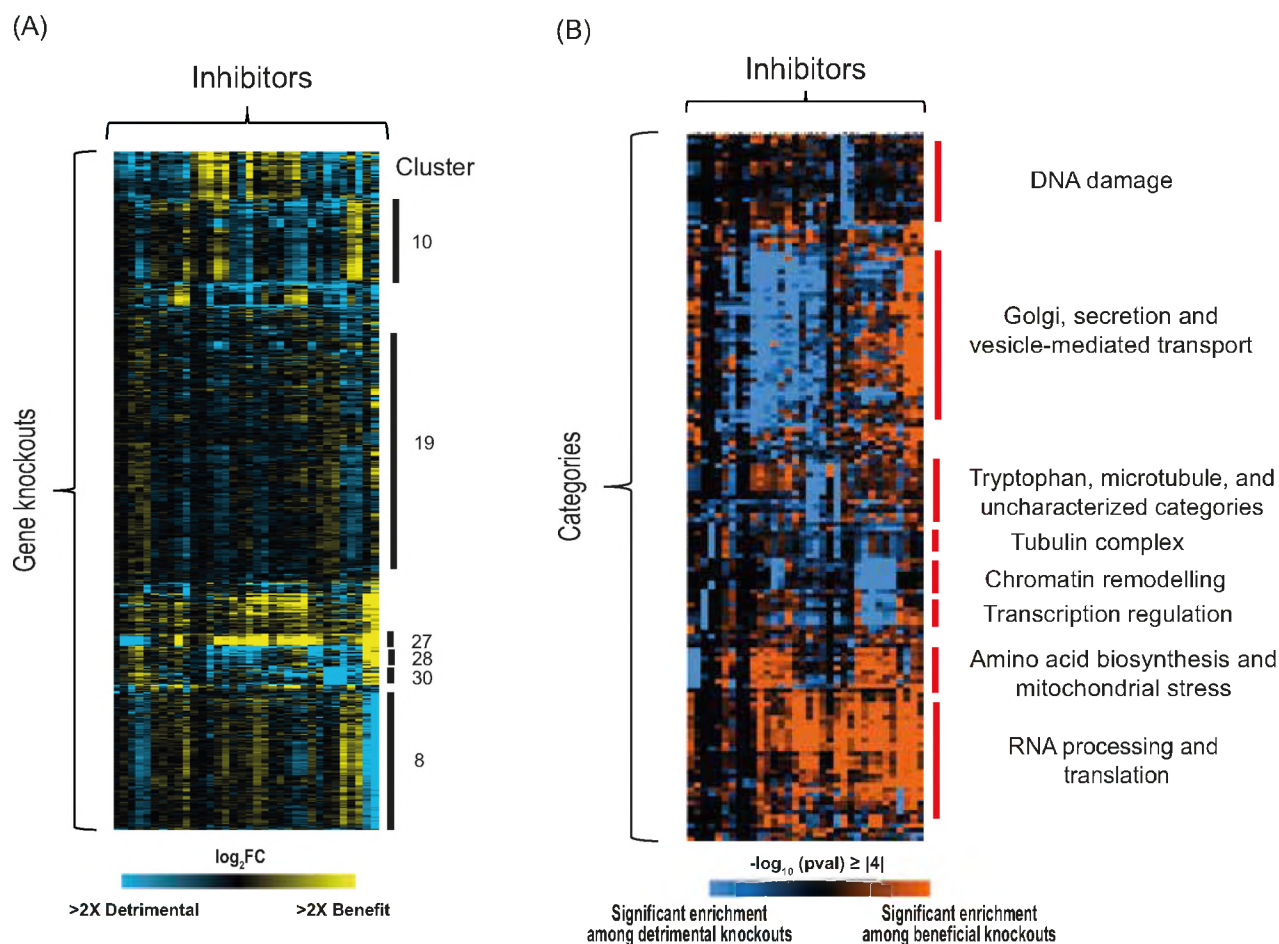 (A)
Inhibitors
Cluster
10
19
27
28
30
8
Gene knockouts
log₂FC
>2X Detrimental
>2X Benefit
(B)
Inhibitors
Categories
DNA damage
Golgi, secretion and
vesicle-mediated transport
Tryptophan, microtubule, and
uncharacterized categories
Tubulin complex
Chromatin remodelling
Transcription regulation
Amino acid biosynthesis and
mitochondrial stress
RNA processing and
translation
-log₁₀ (pval) ≥ |4|
Significant enrichment
among detrimental knockouts
Significant enrichment
among beneficial knockouts